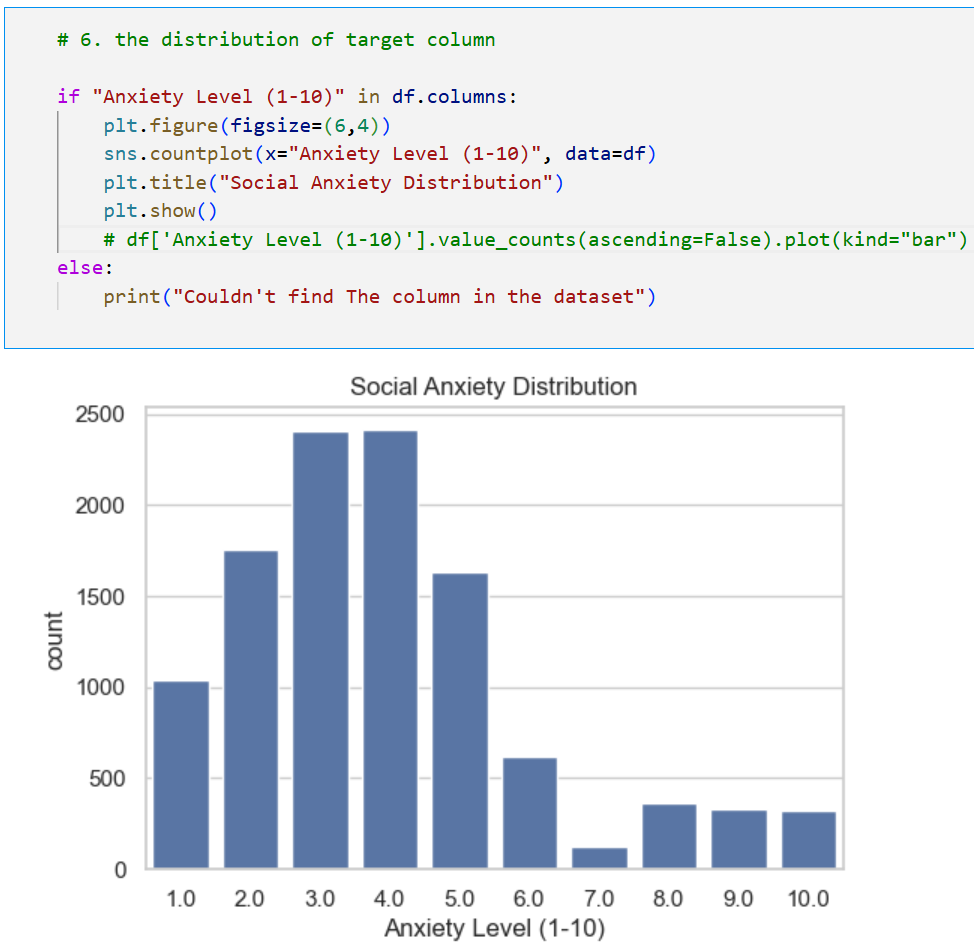 # 6. the distribution of target column
if "Anxiety Level (1-10)" in df.columns:
plt.figure(figsize=(6,4))
sns.countplot(x="Anxiety Level (1-10)", data=df)
plt.title("Social Anxiety Distribution")
plt.show()
# df['Anxiety Level (1-10)'].value_counts(ascending=False).plot(kind="bar")
else:
print("Couldn't find The column in the dataset")
Social Anxiety Distribution
2500
2000
1500
1000
500
0
count
1.0 2.0 3.0 4.0 5.0 6.0 7.0 8.0 9.0 10.0
Anxiety Level (1-10)